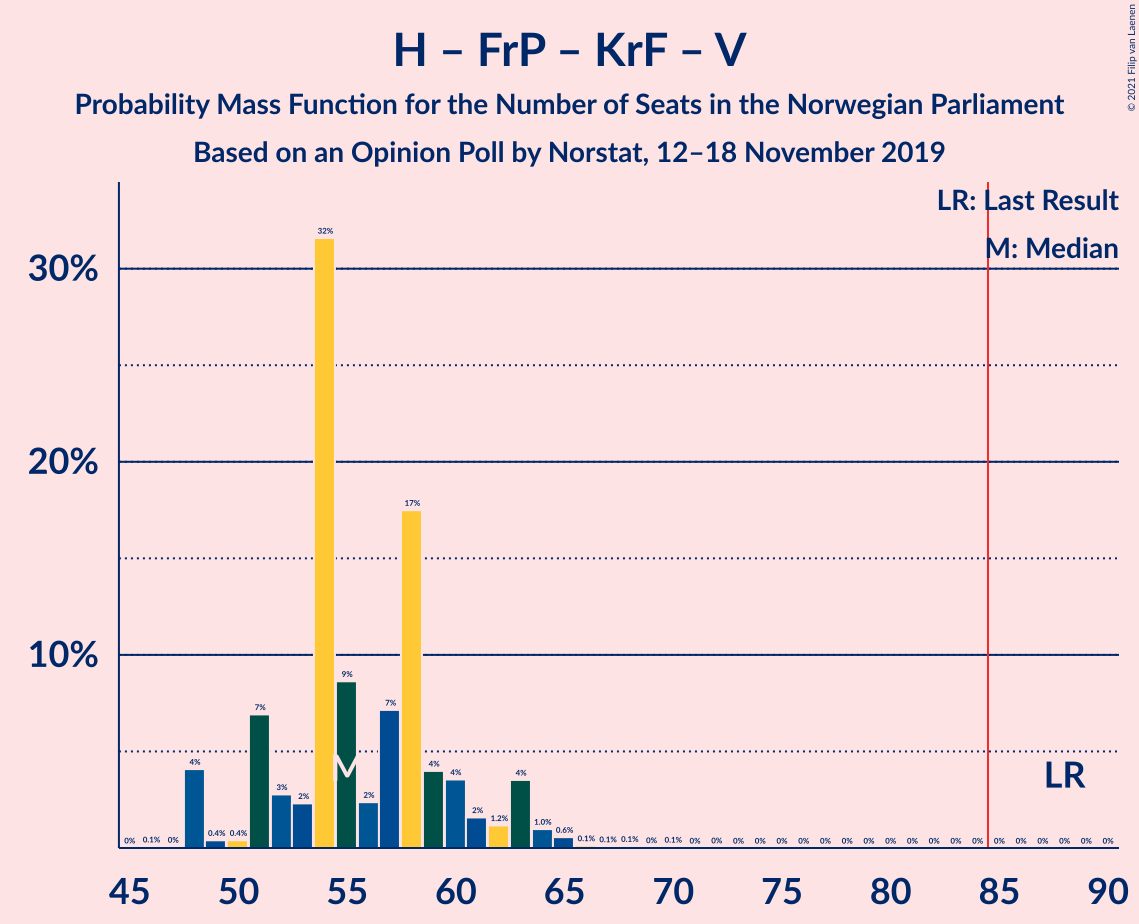 H – FrP – KrF – V
Probability Mass Function for the Number of Seats in the Norwegian Parliament
Based on an Opinion Poll by Norstat, 12–18 November 2019
© 2021 Filip van Laenen
LR: Last Result
M: Median
30%
20%
10%
0% 0.1% 0% 4% 0.4% 0.4% 7% 3% 2% 32% 9% 2% 7% 17% 4% 4% 2% 1.2% 4% 1.0% 0.6% 0.1% 0.1% 0.1% 0% 0.1% 0% 0% 0% 0% 0% 0% 0% 0% 0% 0% 0% 0% 0% 0% 0% 0% 0% 0% 0% 0%
M
LR
45 50 55 60 65 70 75 80 85 90